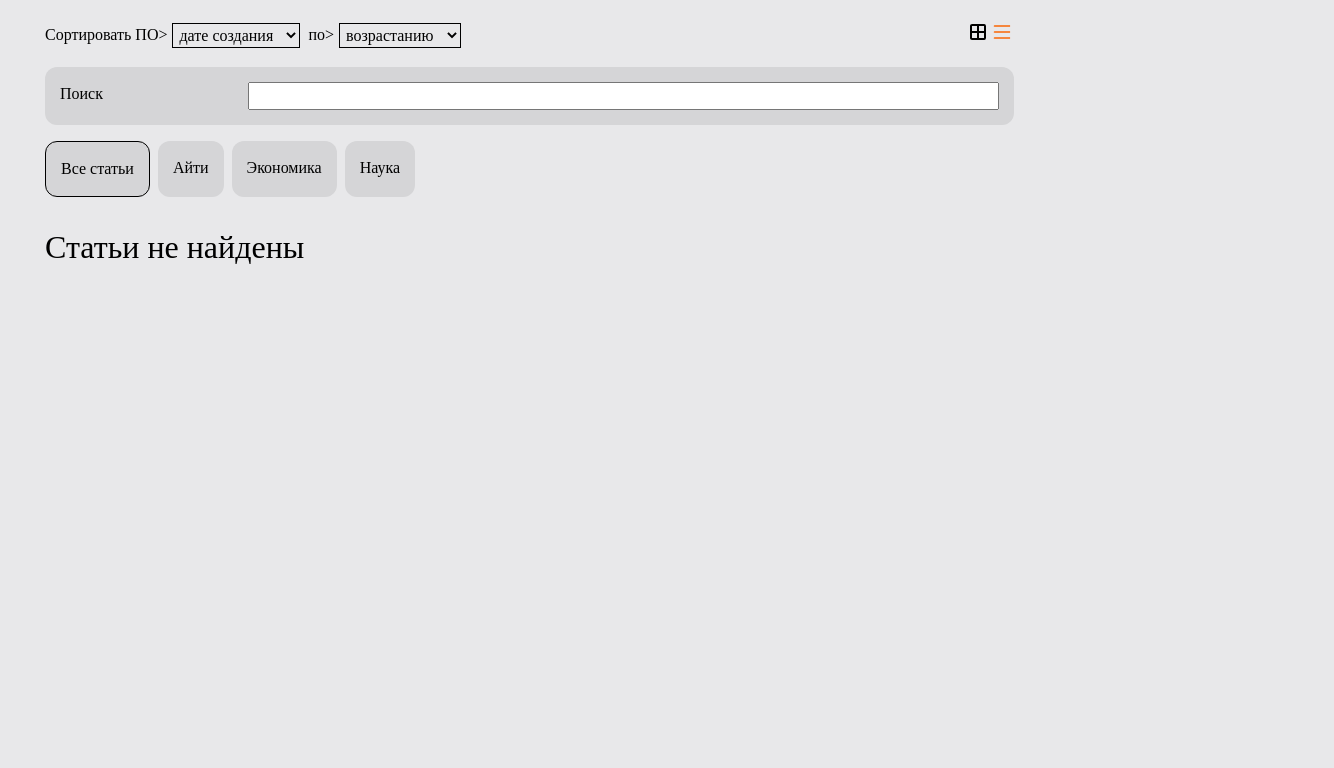 Сортировать ПО> дате создания по> возрастанию
Поиск
Все статьи Айти Экономика Наука
Статьи не найдены